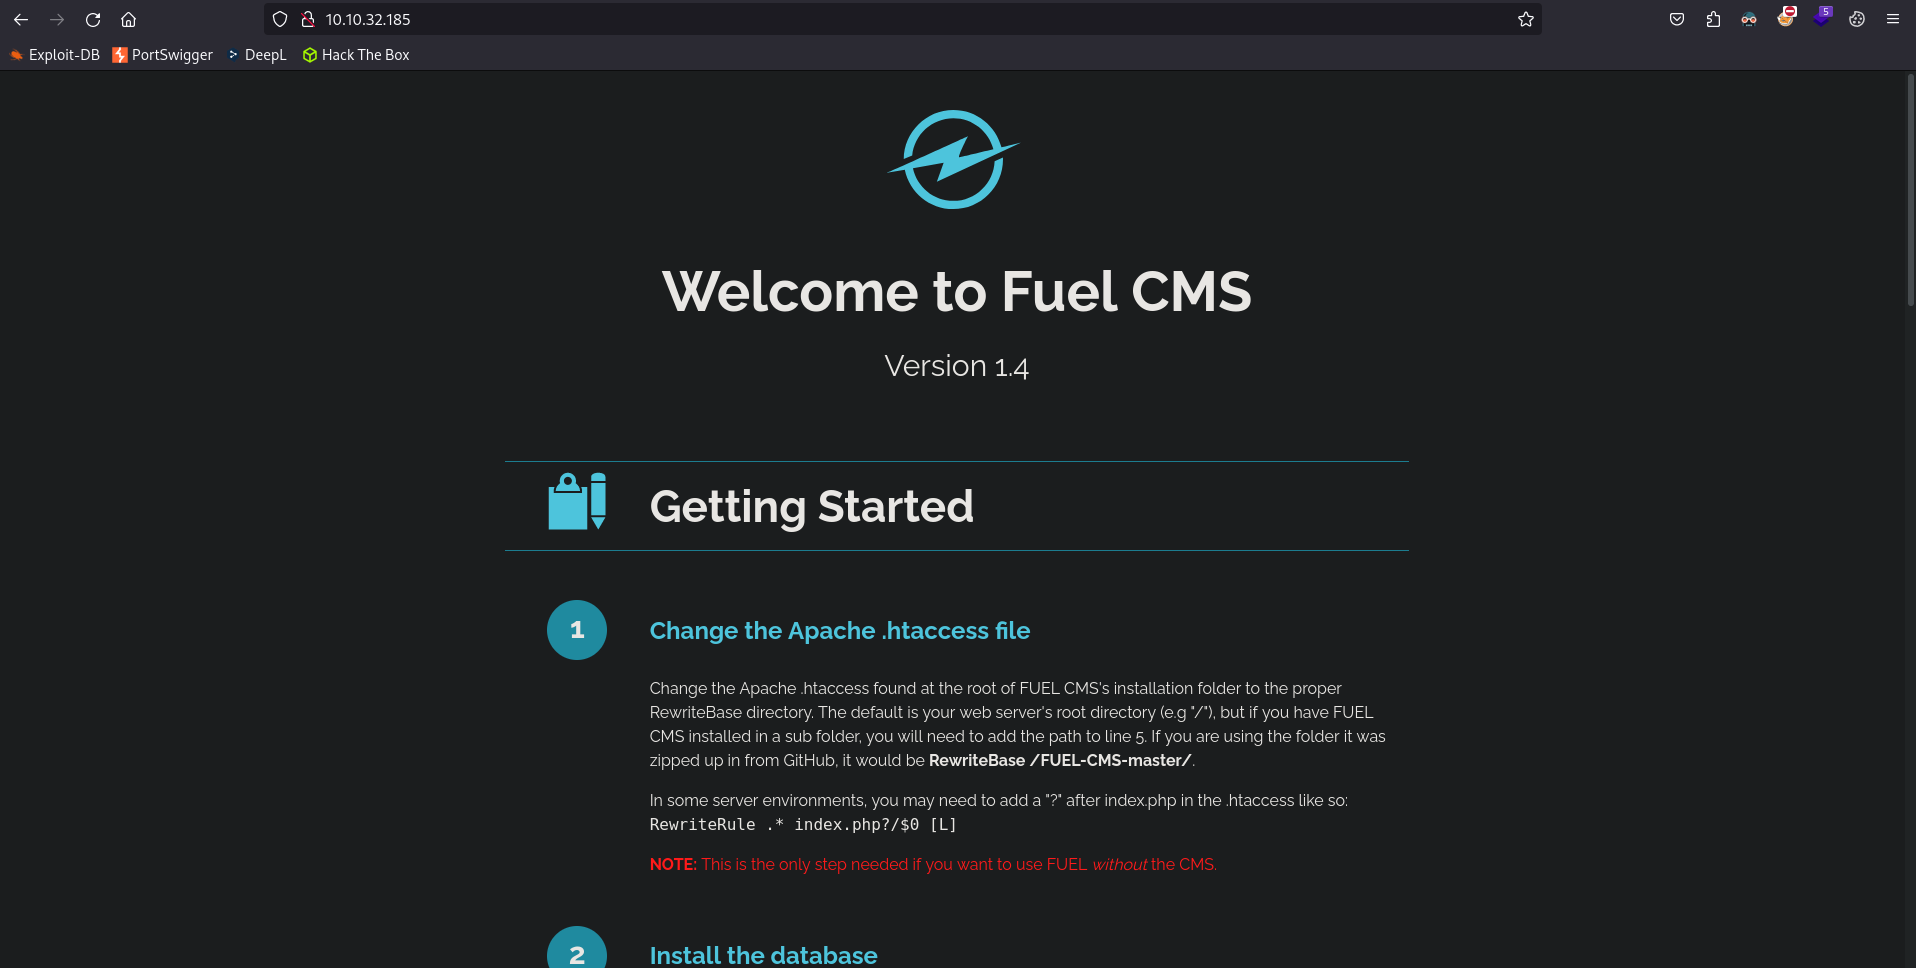 10.10.32.185
5
Exploit-DB PortSwigger DeepL Hack The Box
Welcome to Fuel CMS
Version 1.4
Getting Started
1 Change the Apache .htaccess file
Change the Apache .htaccess found at the root of FUEL CMS's installation folder to the proper
RewriteBase directory. The default is your web server's root directory (e.g "/"), but if you have FUEL
CMS installed in a sub folder, you will need to add the path to line 5. If you are using the folder it was
zipped up in from GitHub, it would be RewriteBase /FUEL-CMS-master/.
In some server environments, you may need to add a "?" after index.php in the .htaccess like so:
RewriteRule .* index.php?/$0 [L]
NOTE: This is the only step needed if you want to use FUEL without the CMS.
2 Install the database